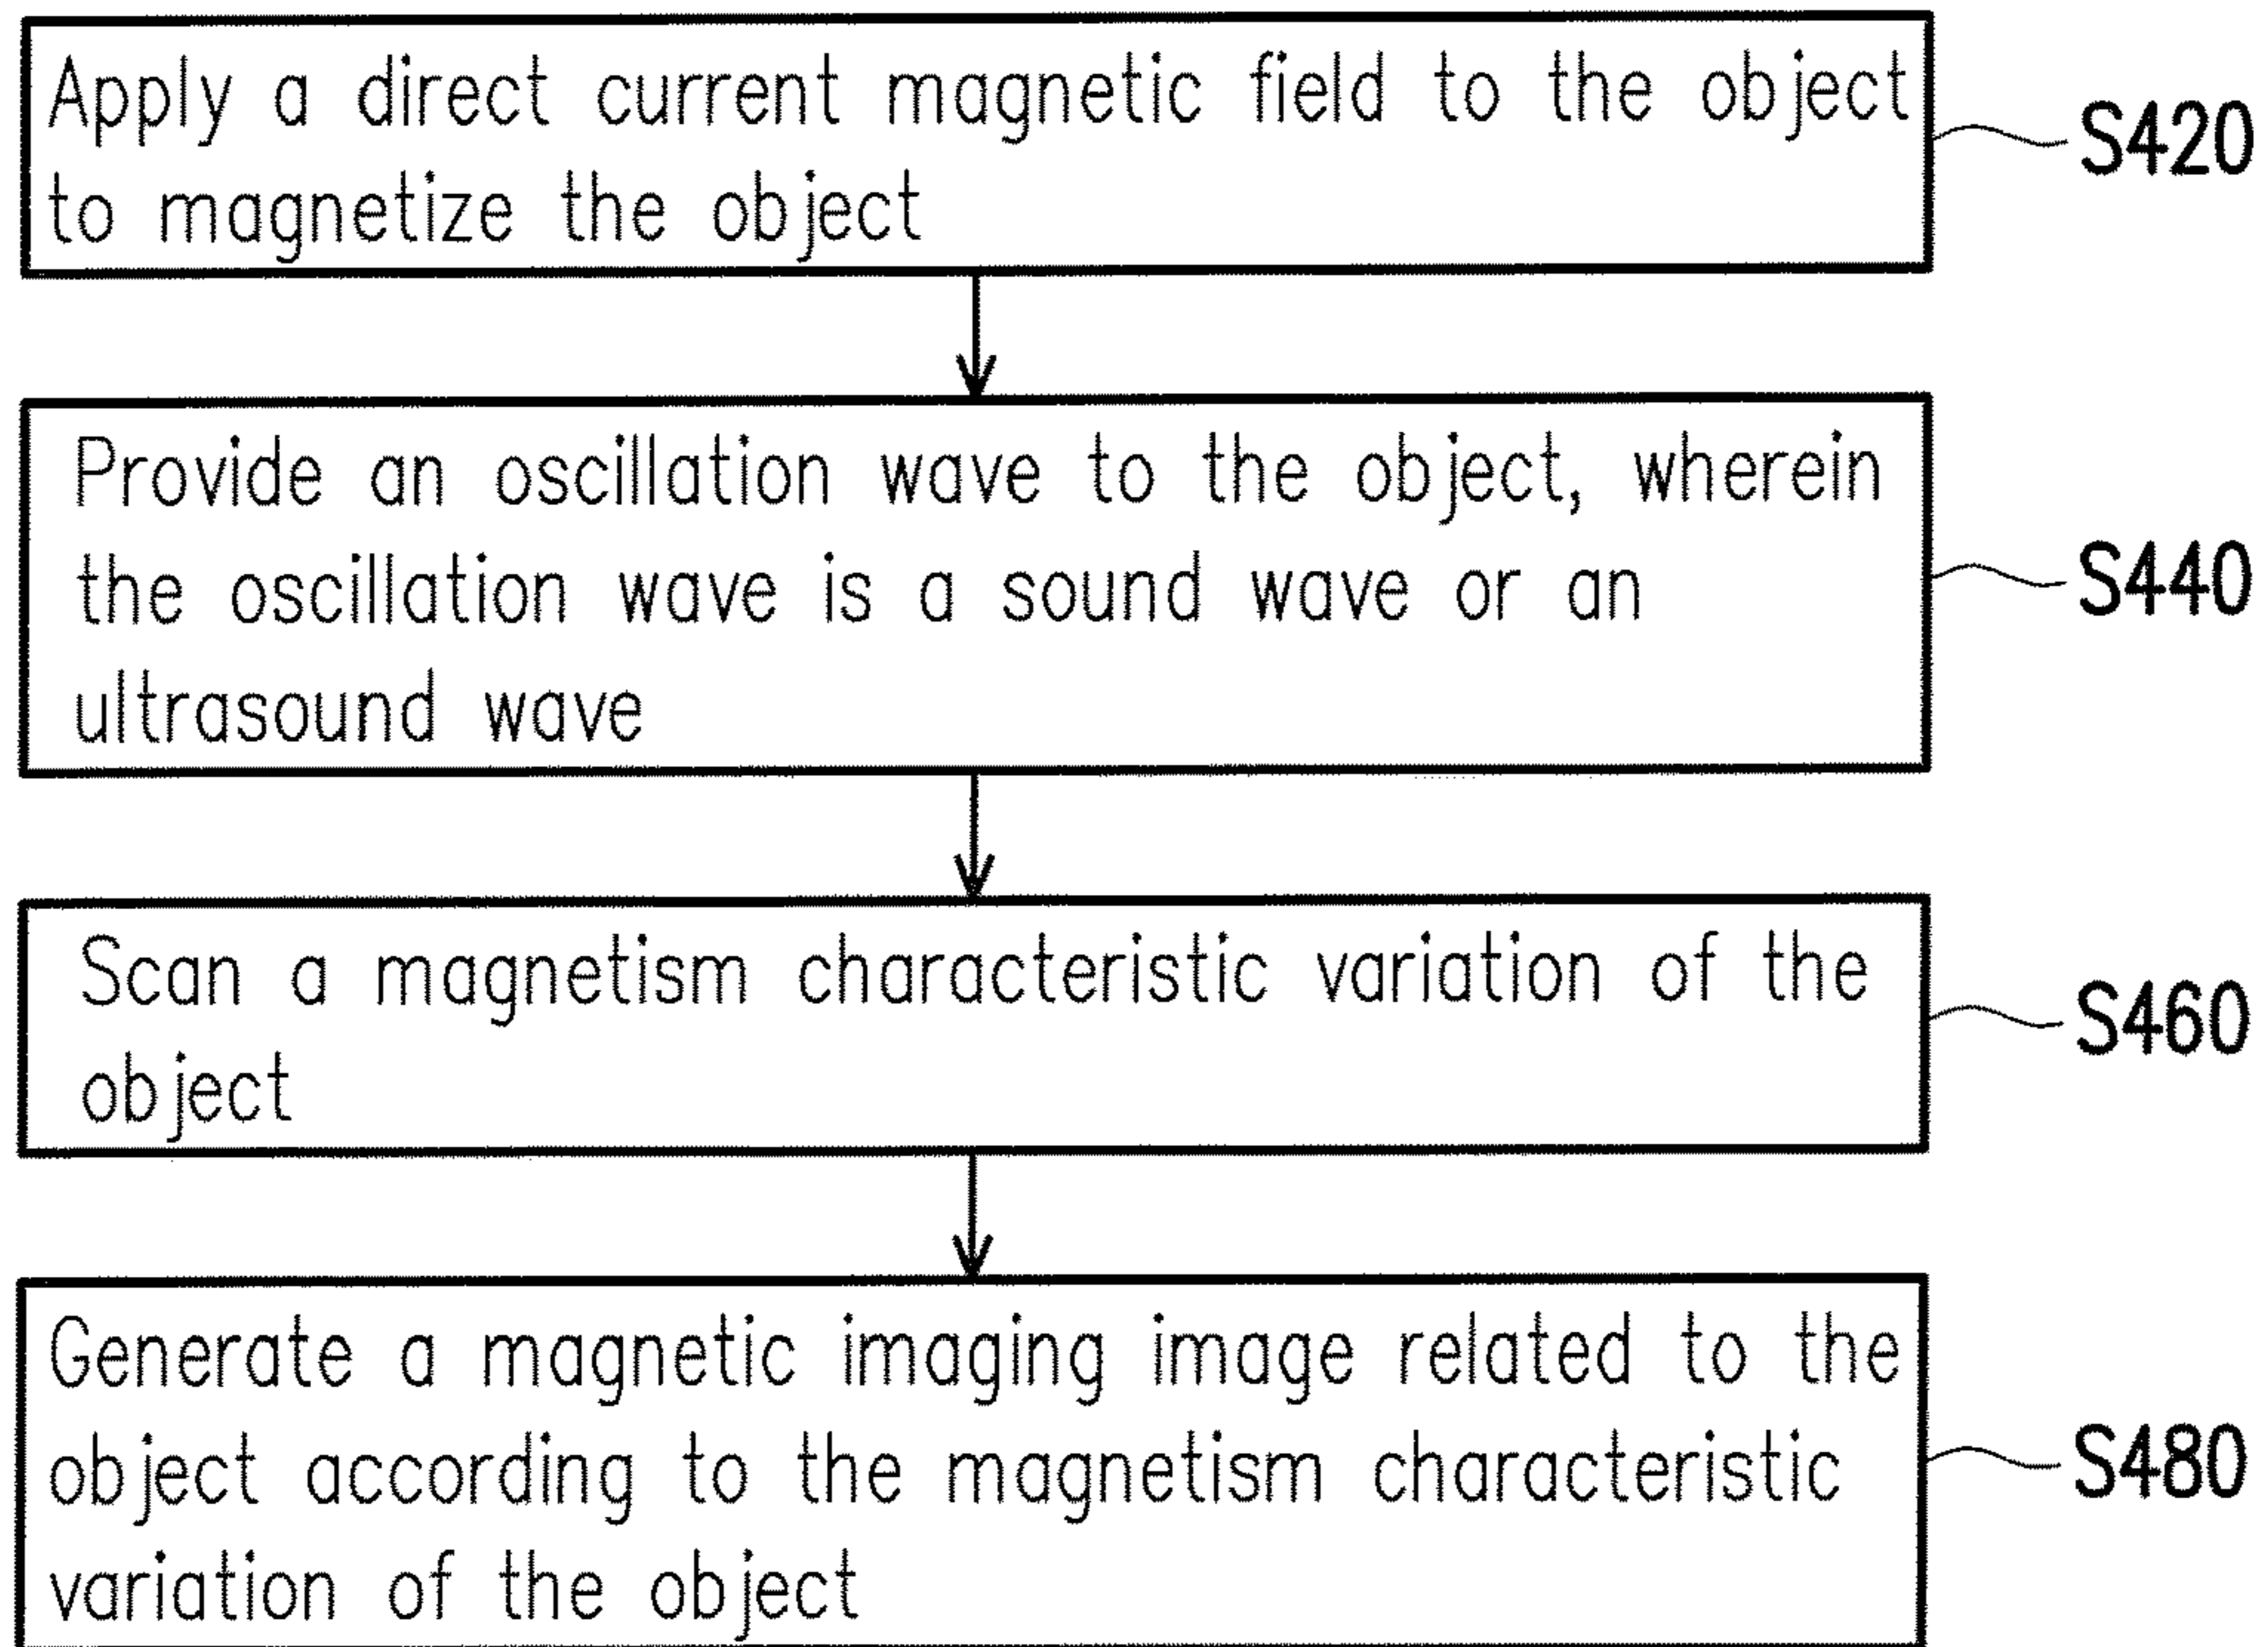 Apply a direct current magnetic field to the object
to magnetize the object
S420
Provide an oscillation wave to the object, wherein
the oscillation wave is a sound wave or an
ultrasound wave
S440
Scan a magnetism characteristic variation of the
object
S460
Generate a magnetic imaging image related to the
object according to the magnetism characteristic
variation of the object
S480